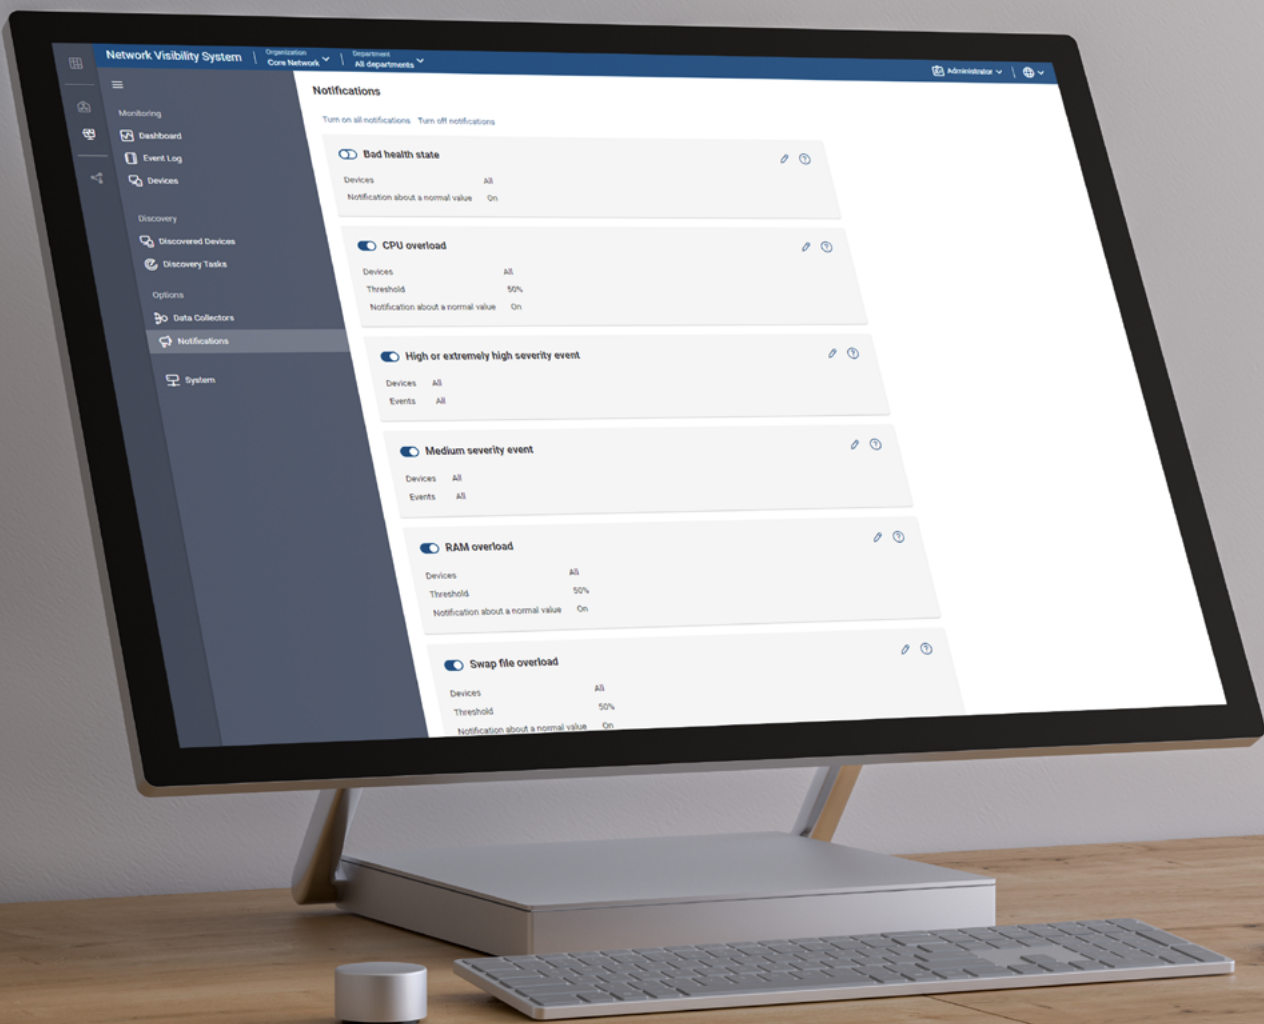 Network Visibility System
Organization
Core Network
Department
All departments
Administrator
Monitoring
Dashboard
Event Log
Devices
Discovery
Discovered Devices
Discovery Tasks
Options
Data Collectors
Notifications
System
Notifications
Turn on all notifications Turn off notifications
Bad health state
Devices All
Notification about a normal value On
CPU overload
Devices All
Threshold 50%
Notification about a normal value On
High or extremely high severity event
Devices All
Events All
Medium severity event
Devices All
Events All
RAM overload
Devices All
Threshold 50%
Notification about a normal value On
Swap file overload
Devices All
Threshold 50%
Notification about a normal value On